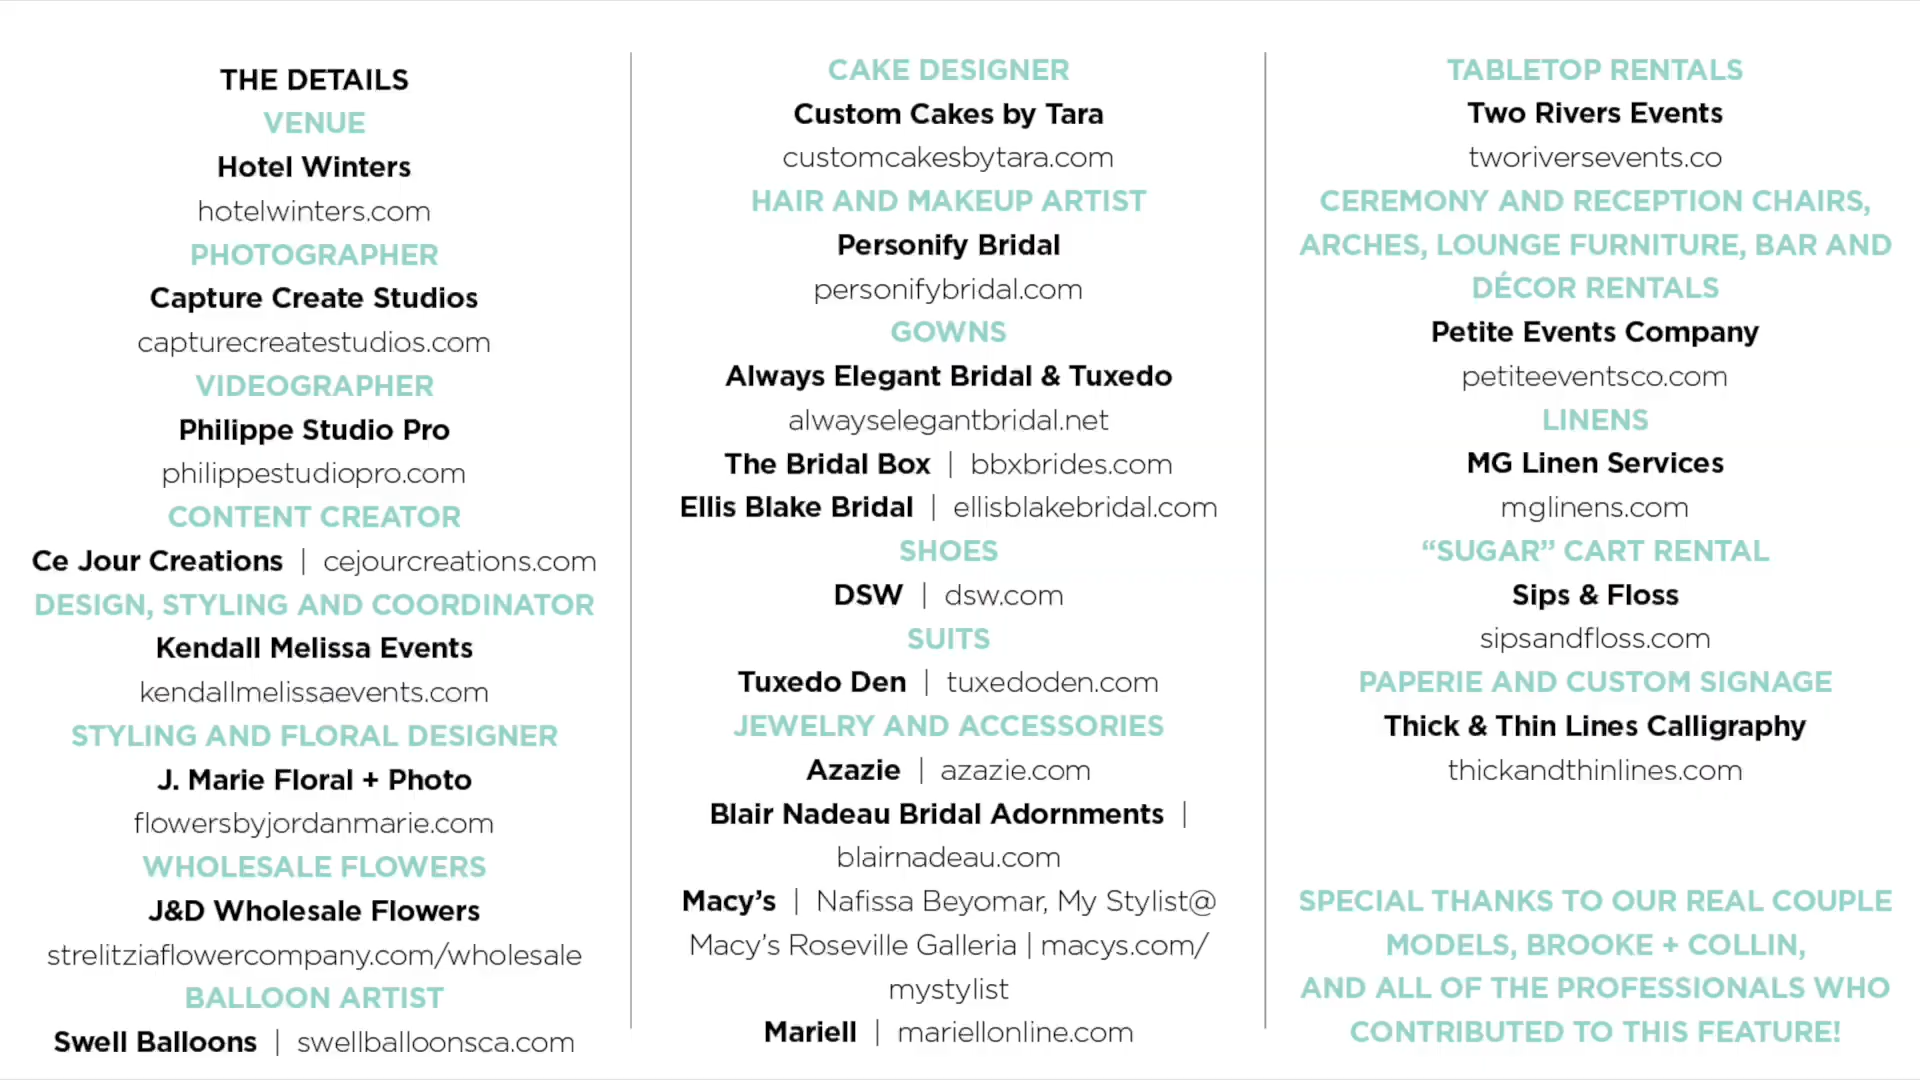 THE DETAILS
VENUE
Hotel Winters
hotelwinters.com
PHOTOGRAPHER
Capture Create Studios
capturecreatestudios.com
VIDEOGRAPHER
Philippe Studio Pro
philippestudiopro.com
CONTENT CREATOR
Ce Jour Creations | cejourcreations.com
DESIGN, STYLING AND COORDINATOR
Kendall Melissa Events
kendallmelissaevents.com
STYLING AND FLORAL DESIGNER
J. Marie Floral + Photo
flowersbyjordanmarie.com
WHOLESALE FLOWERS
J&D Wholesale Flowers
strelitziaflowercompany.com/wholesale
BALLOON ARTIST
Swell Balloons | swellballoonsca.com
CAKE DESIGNER
Custom Cakes by Tara
customcakesbytara.com
HAIR AND MAKEUP ARTIST
Personify Bridal
personifybridal.com
GOWNS
Always Elegant Bridal & Tuxedo
alwayselegantbridal.net
The Bridal Box | bbxbrides.com
Ellis Blake Bridal | ellisblakebridal.com
SHOES
DSW | dsw.com
SUITS
Tuxedo Den | tuxedoden.com
JEWELRY AND ACCESSORIES
Azazie | azazie.com
Blair Nadeau Bridal Adornments |
blairnadeau.com
Macy’s | Nafissa Beyomar, My Stylist@
Macy’s Roseville Galleria | macys.com/
mystylist
Mariell | mariellonline.com
TABLETOP RENTALS
Two Rivers Events
tworiversevents.co
CEREMONY AND RECEPTION CHAIRS,
ARCHES, LOUNGE FURNITURE, BAR AND
DÉCOR RENTALS
Petite Events Company
petiteeventsco.com
LINENS
MG Linen Services
mglinens.com
“SUGAR” CART RENTAL
Sips & Floss
sipsandfloss.com
PAPERIE AND CUSTOM SIGNAGE
Thick & Thin Lines Calligraphy
thickandthinlines.com
SPECIAL THANKS TO OUR REAL COUPLE
MODELS, BROOKE + COLLIN,
AND ALL OF THE PROFESSIONALS WHO
CONTRIBUTED TO THIS FEATURE!